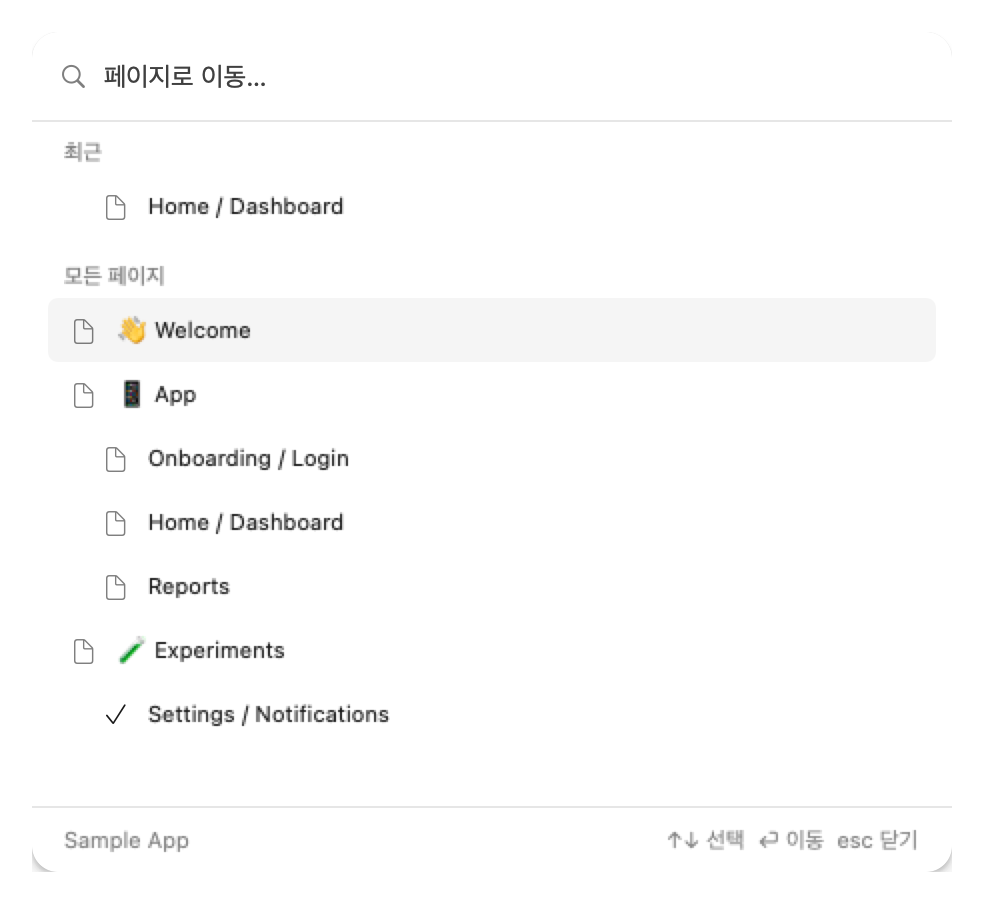 페이지로 이동...
최근
Home / Dashboard
모든 페이지
👋 Welcome
📱 App
Onboarding / Login
Home / Dashboard
Reports
🧪 Experiments
Settings / Notifications
Sample App
↑↓ 선택 ↩ 이동 esc 닫기